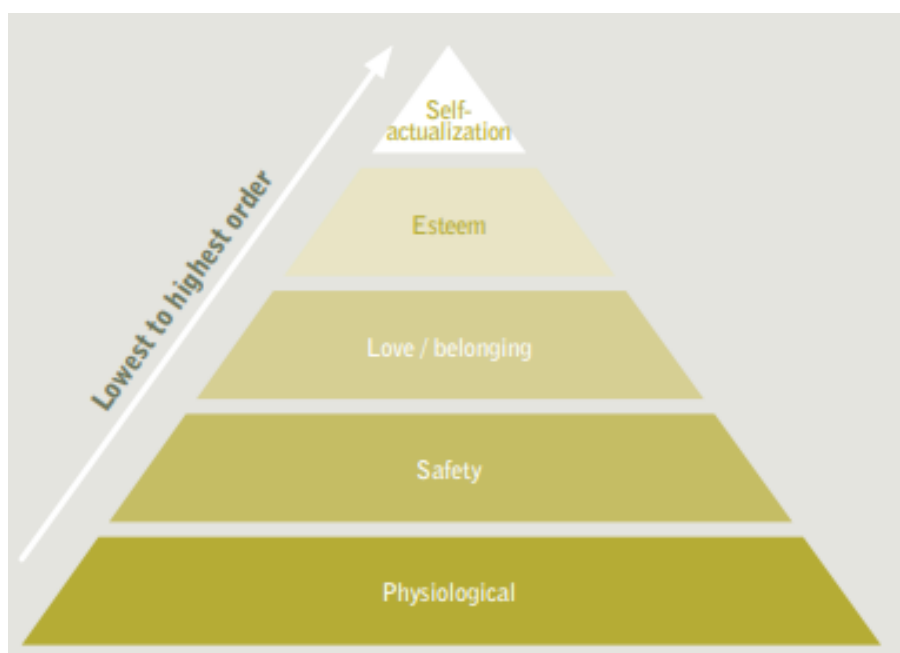 Self-
actualization
Esteem
Lowest to highest order
Love / belonging
Safety
Physiological